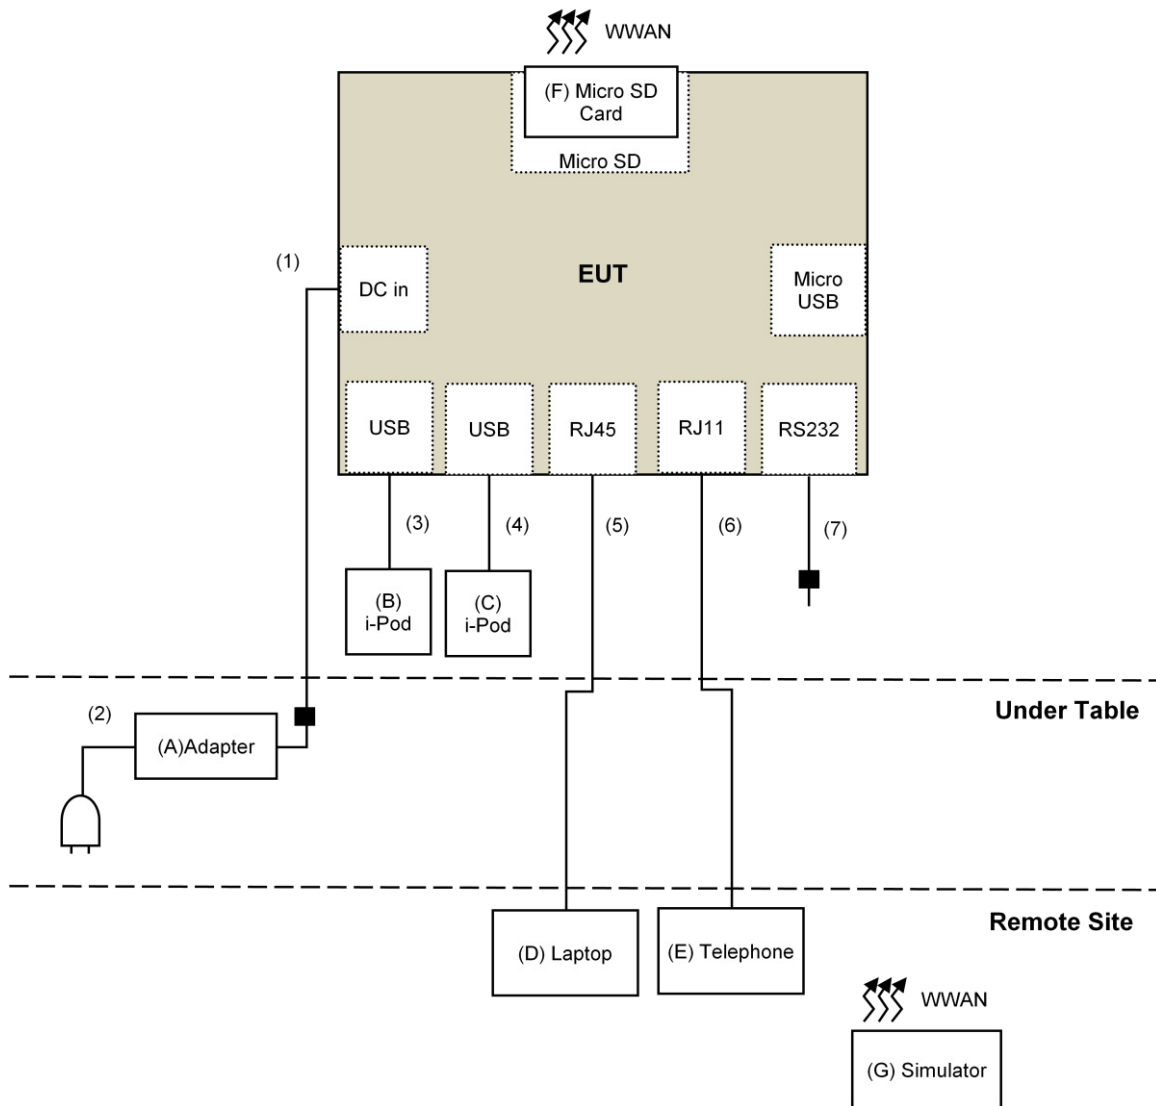 WWAN
(F) Micro SD
Card
Micro SD
(1)
DC in
EUT
Micro
USB
USB
USB
RJ45
RJ11
RS232
(3)
(4)
(5)
(6)
(7)
(B)
i-Pod
(C)
i-Pod
Under Table
(2)
(A)Adapter
Remote Site
(D) Laptop
(E) Telephone
WWAN
(G) Simulator